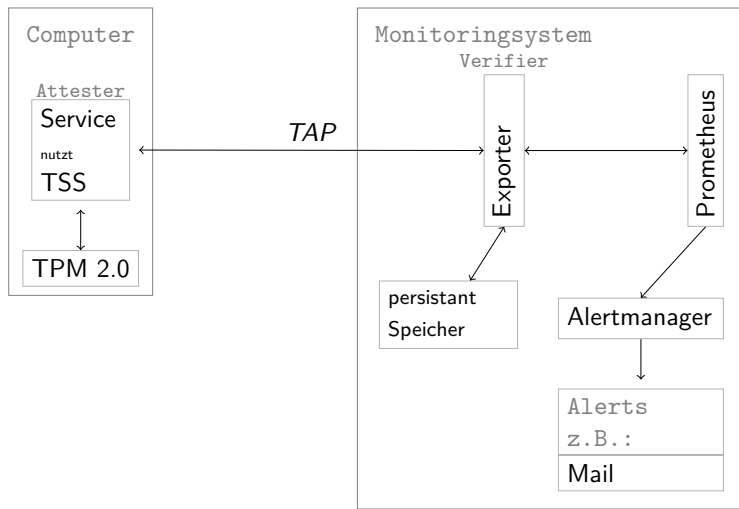 Computer
Attester
Service
nutzt
TSS
TPM 2.0
TAP
Monitoringsystem
Verifier
Exporter
Prometheus
persistant
Speicher
Alertmanager
Alerts
z.B.:
Mail